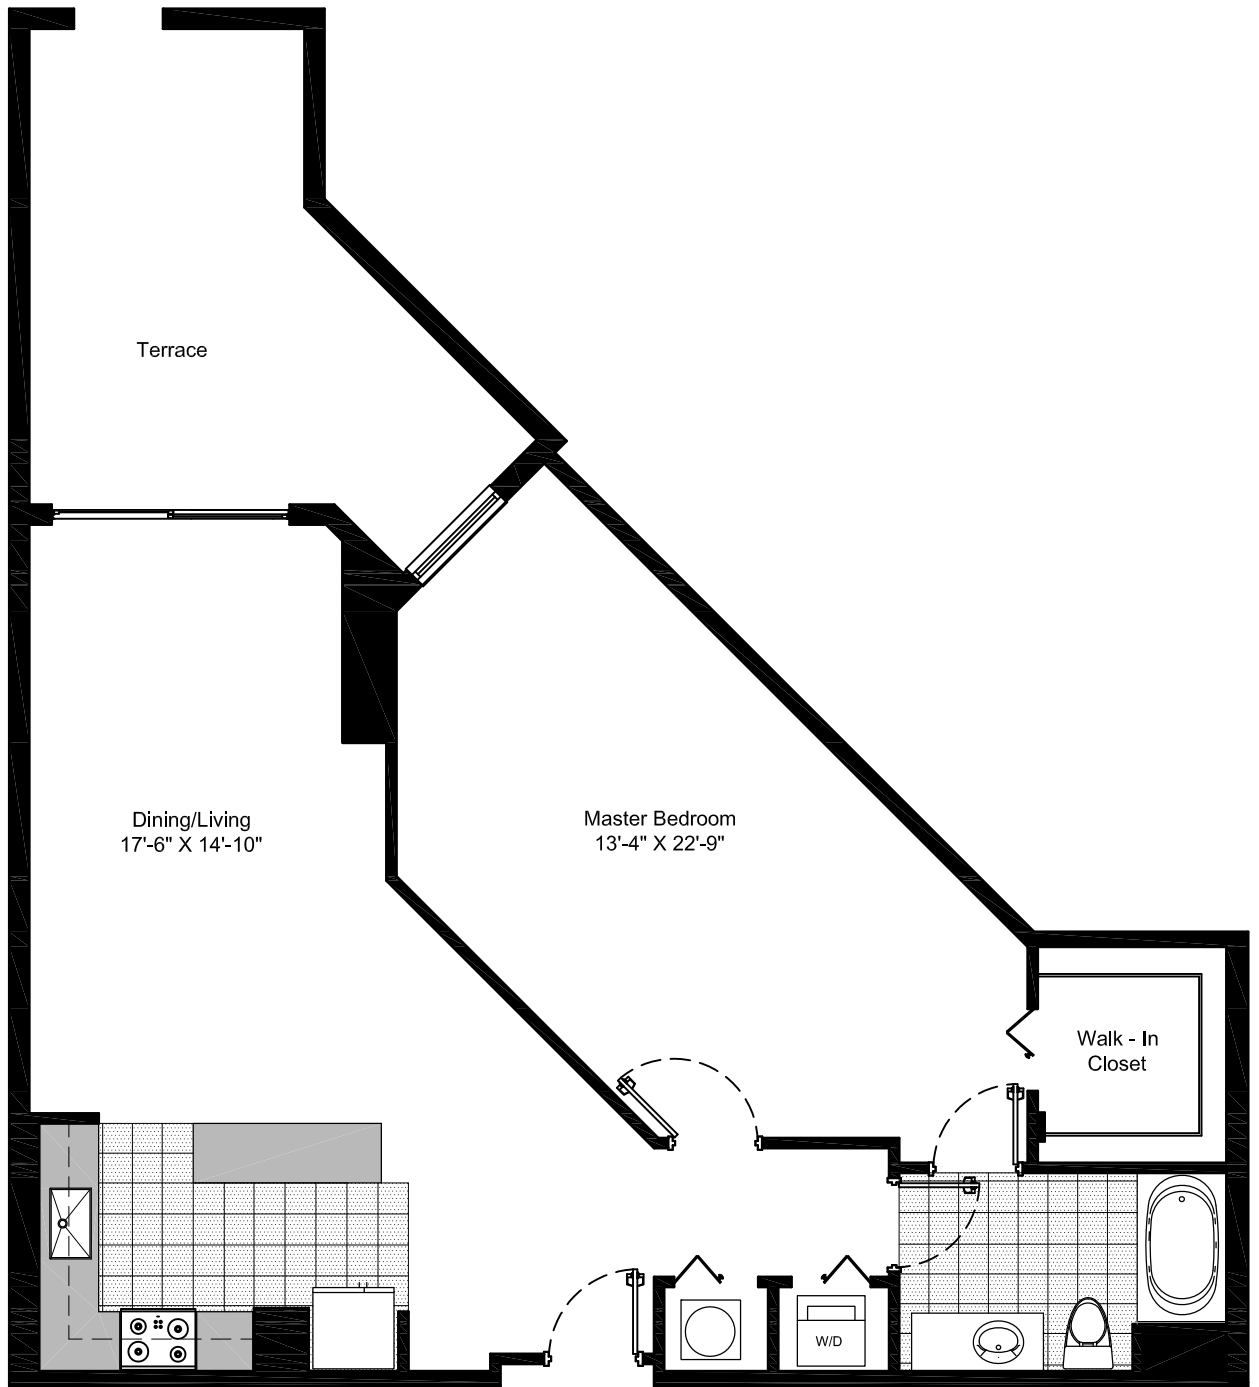 Terrace
Dining/Living
17'-6" X 14'-10"
Master Bedroom
13'-4" X 22'-9"
Walk - In
Closet
W/D